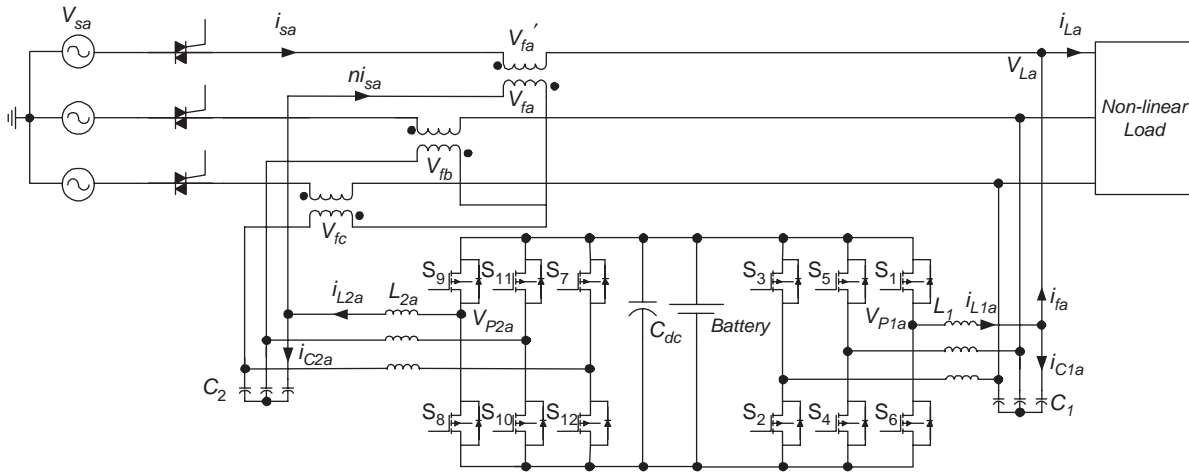 V_sa
i_sa
V_fa'
i_La
V_La
ni_sa
V_fa
Non-linear
Load
V_fb
V_fc
S_9
S_11
S_7
S_3
S_5
S_1
i_L2a
L_2a
V_P2a
C_dc
Battery
V_P1a
L_1
i_L1a
i_fa
i_C2a
i_C1a
C_2
C_1
S_8
S_10
S_12
S_2
S_4
S_6